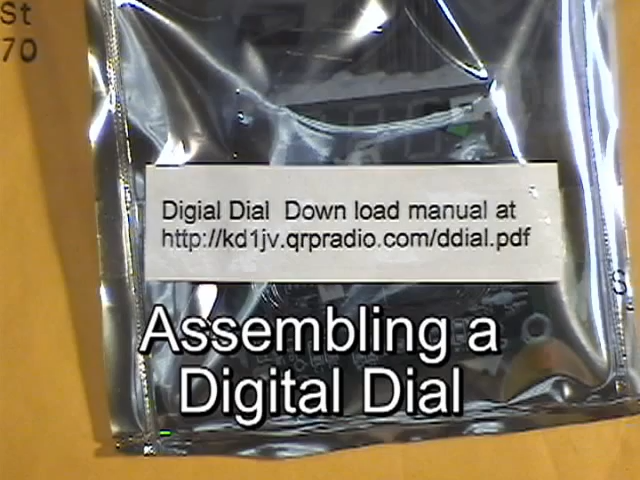 St
70
Digial Dial Down load manual at
http://kd1jv.qrpradio.com/ddial.pdf
Assembling a
Digital Dial